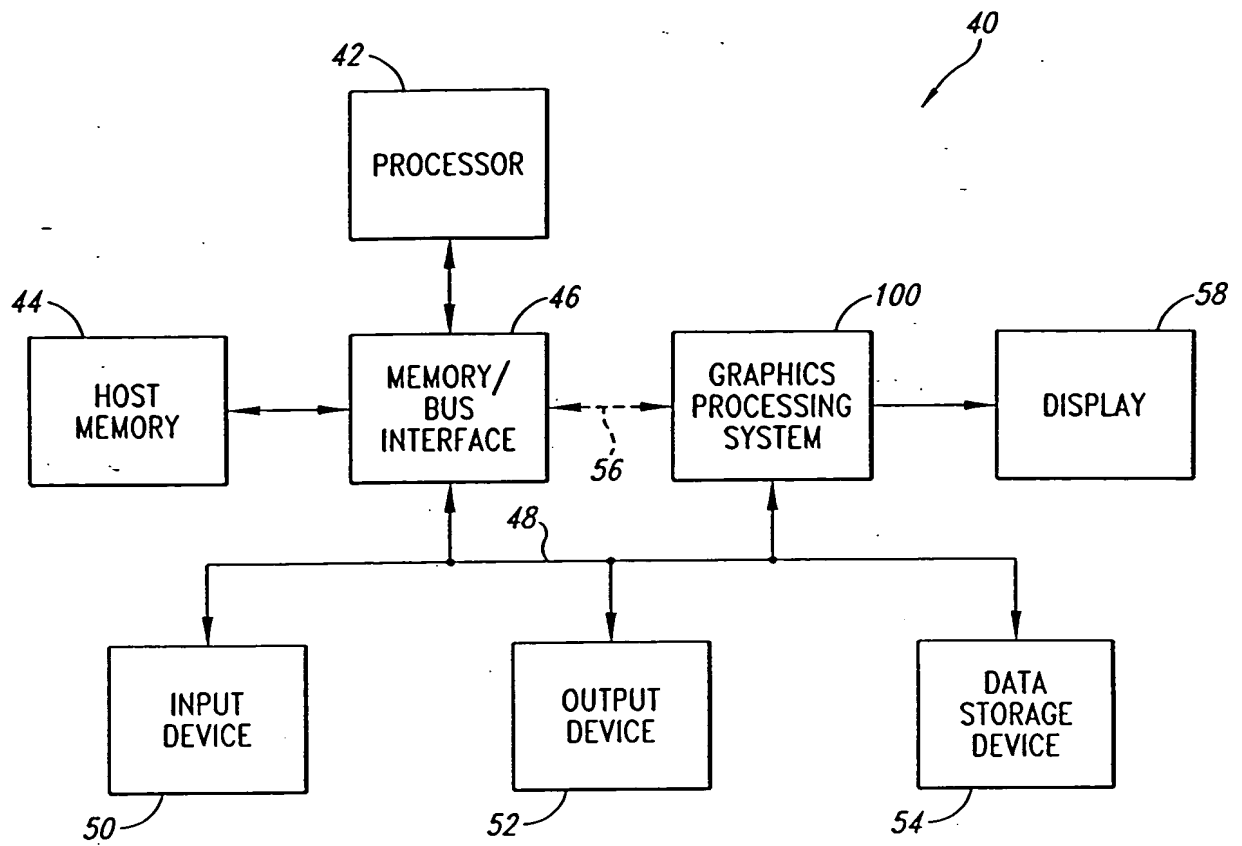 40
42
PROCESSOR
44
46
100
58
HOST
MEMORY
MEMORY/
BUS
INTERFACE
GRAPHICS
PROCESSING
SYSTEM
DISPLAY
56
48
INPUT
DEVICE
OUTPUT
DEVICE
DATA
STORAGE
DEVICE
50
52
54